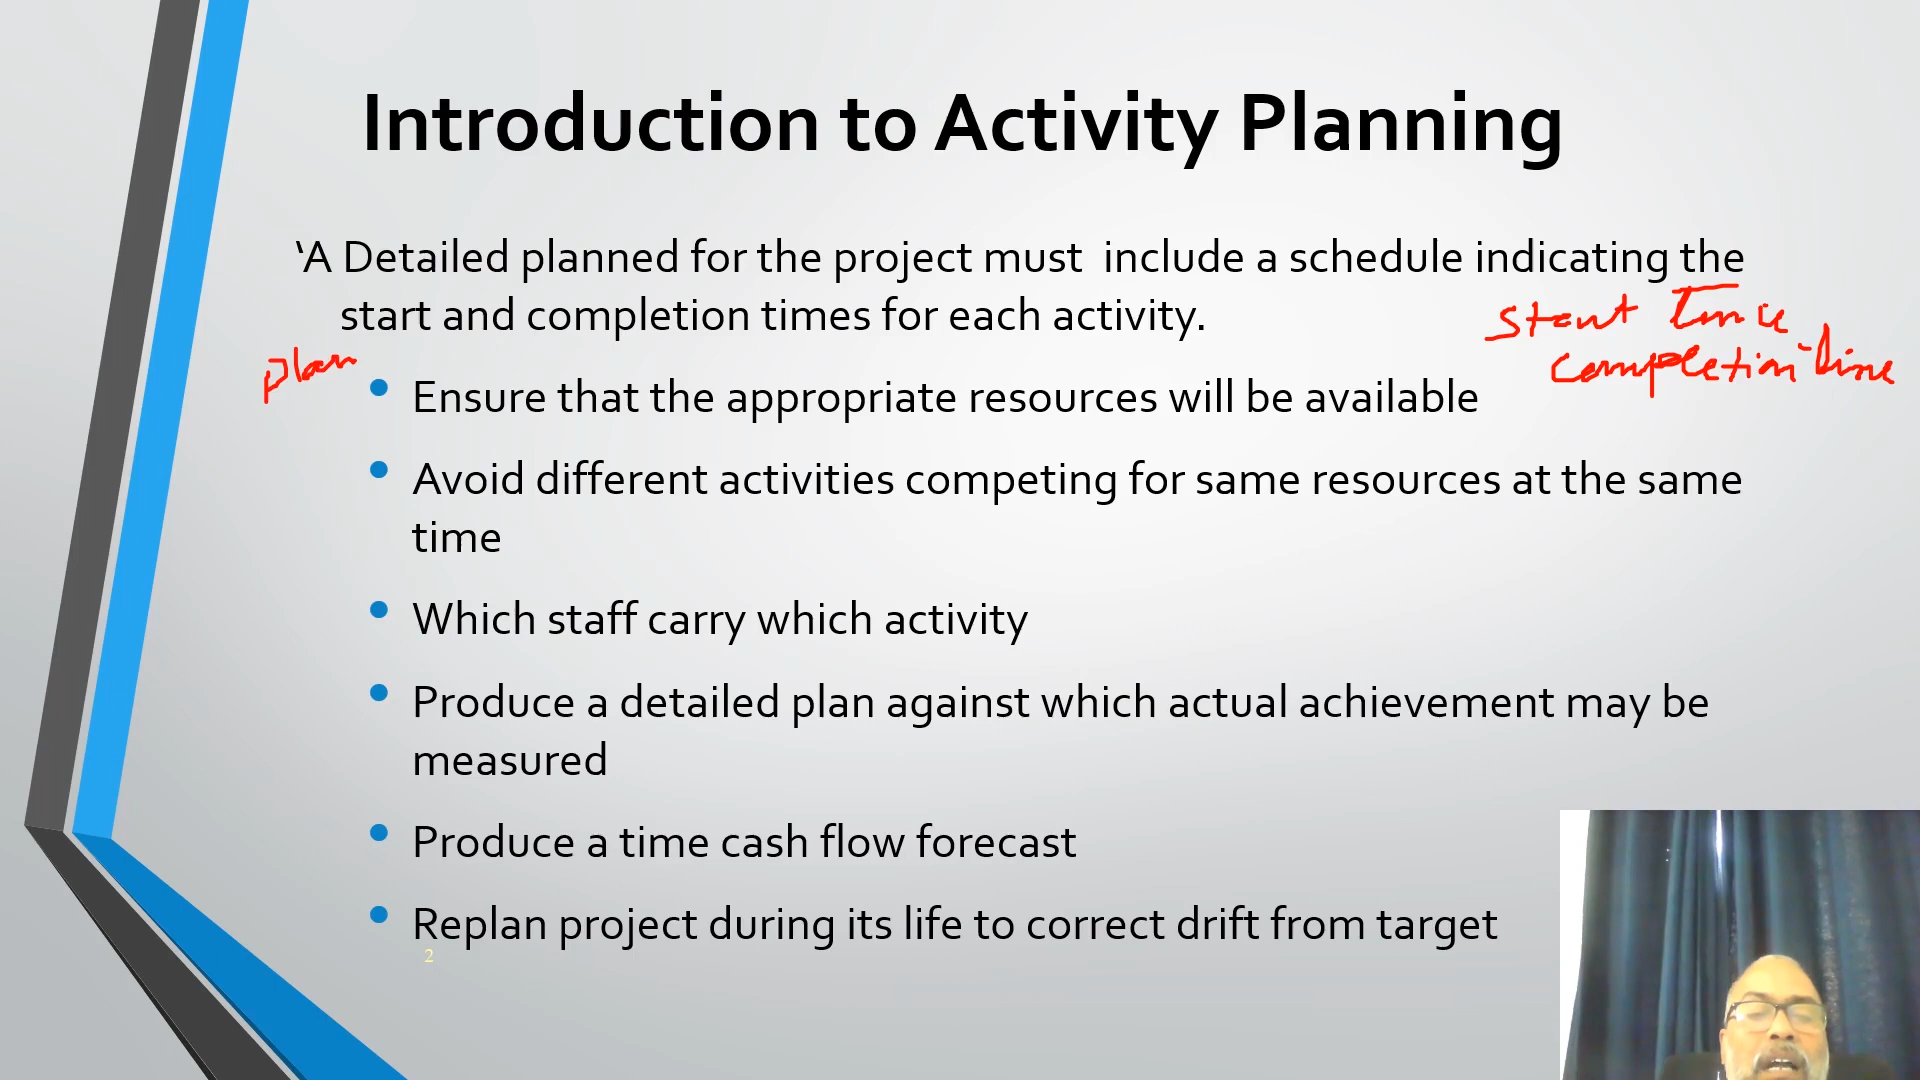 Introduction to Activity Planning
‘A Detailed planned for the project must include a schedule indicating the
start and completion times for each activity.
start Time
completion time
plan
• Ensure that the appropriate resources will be available
• Avoid different activities competing for same resources at the same
time
• Which staff carry which activity
• Produce a detailed plan against which actual achievement may be
measured
• Produce a time cash flow forecast
• Replan project during its life to correct drift from target
2